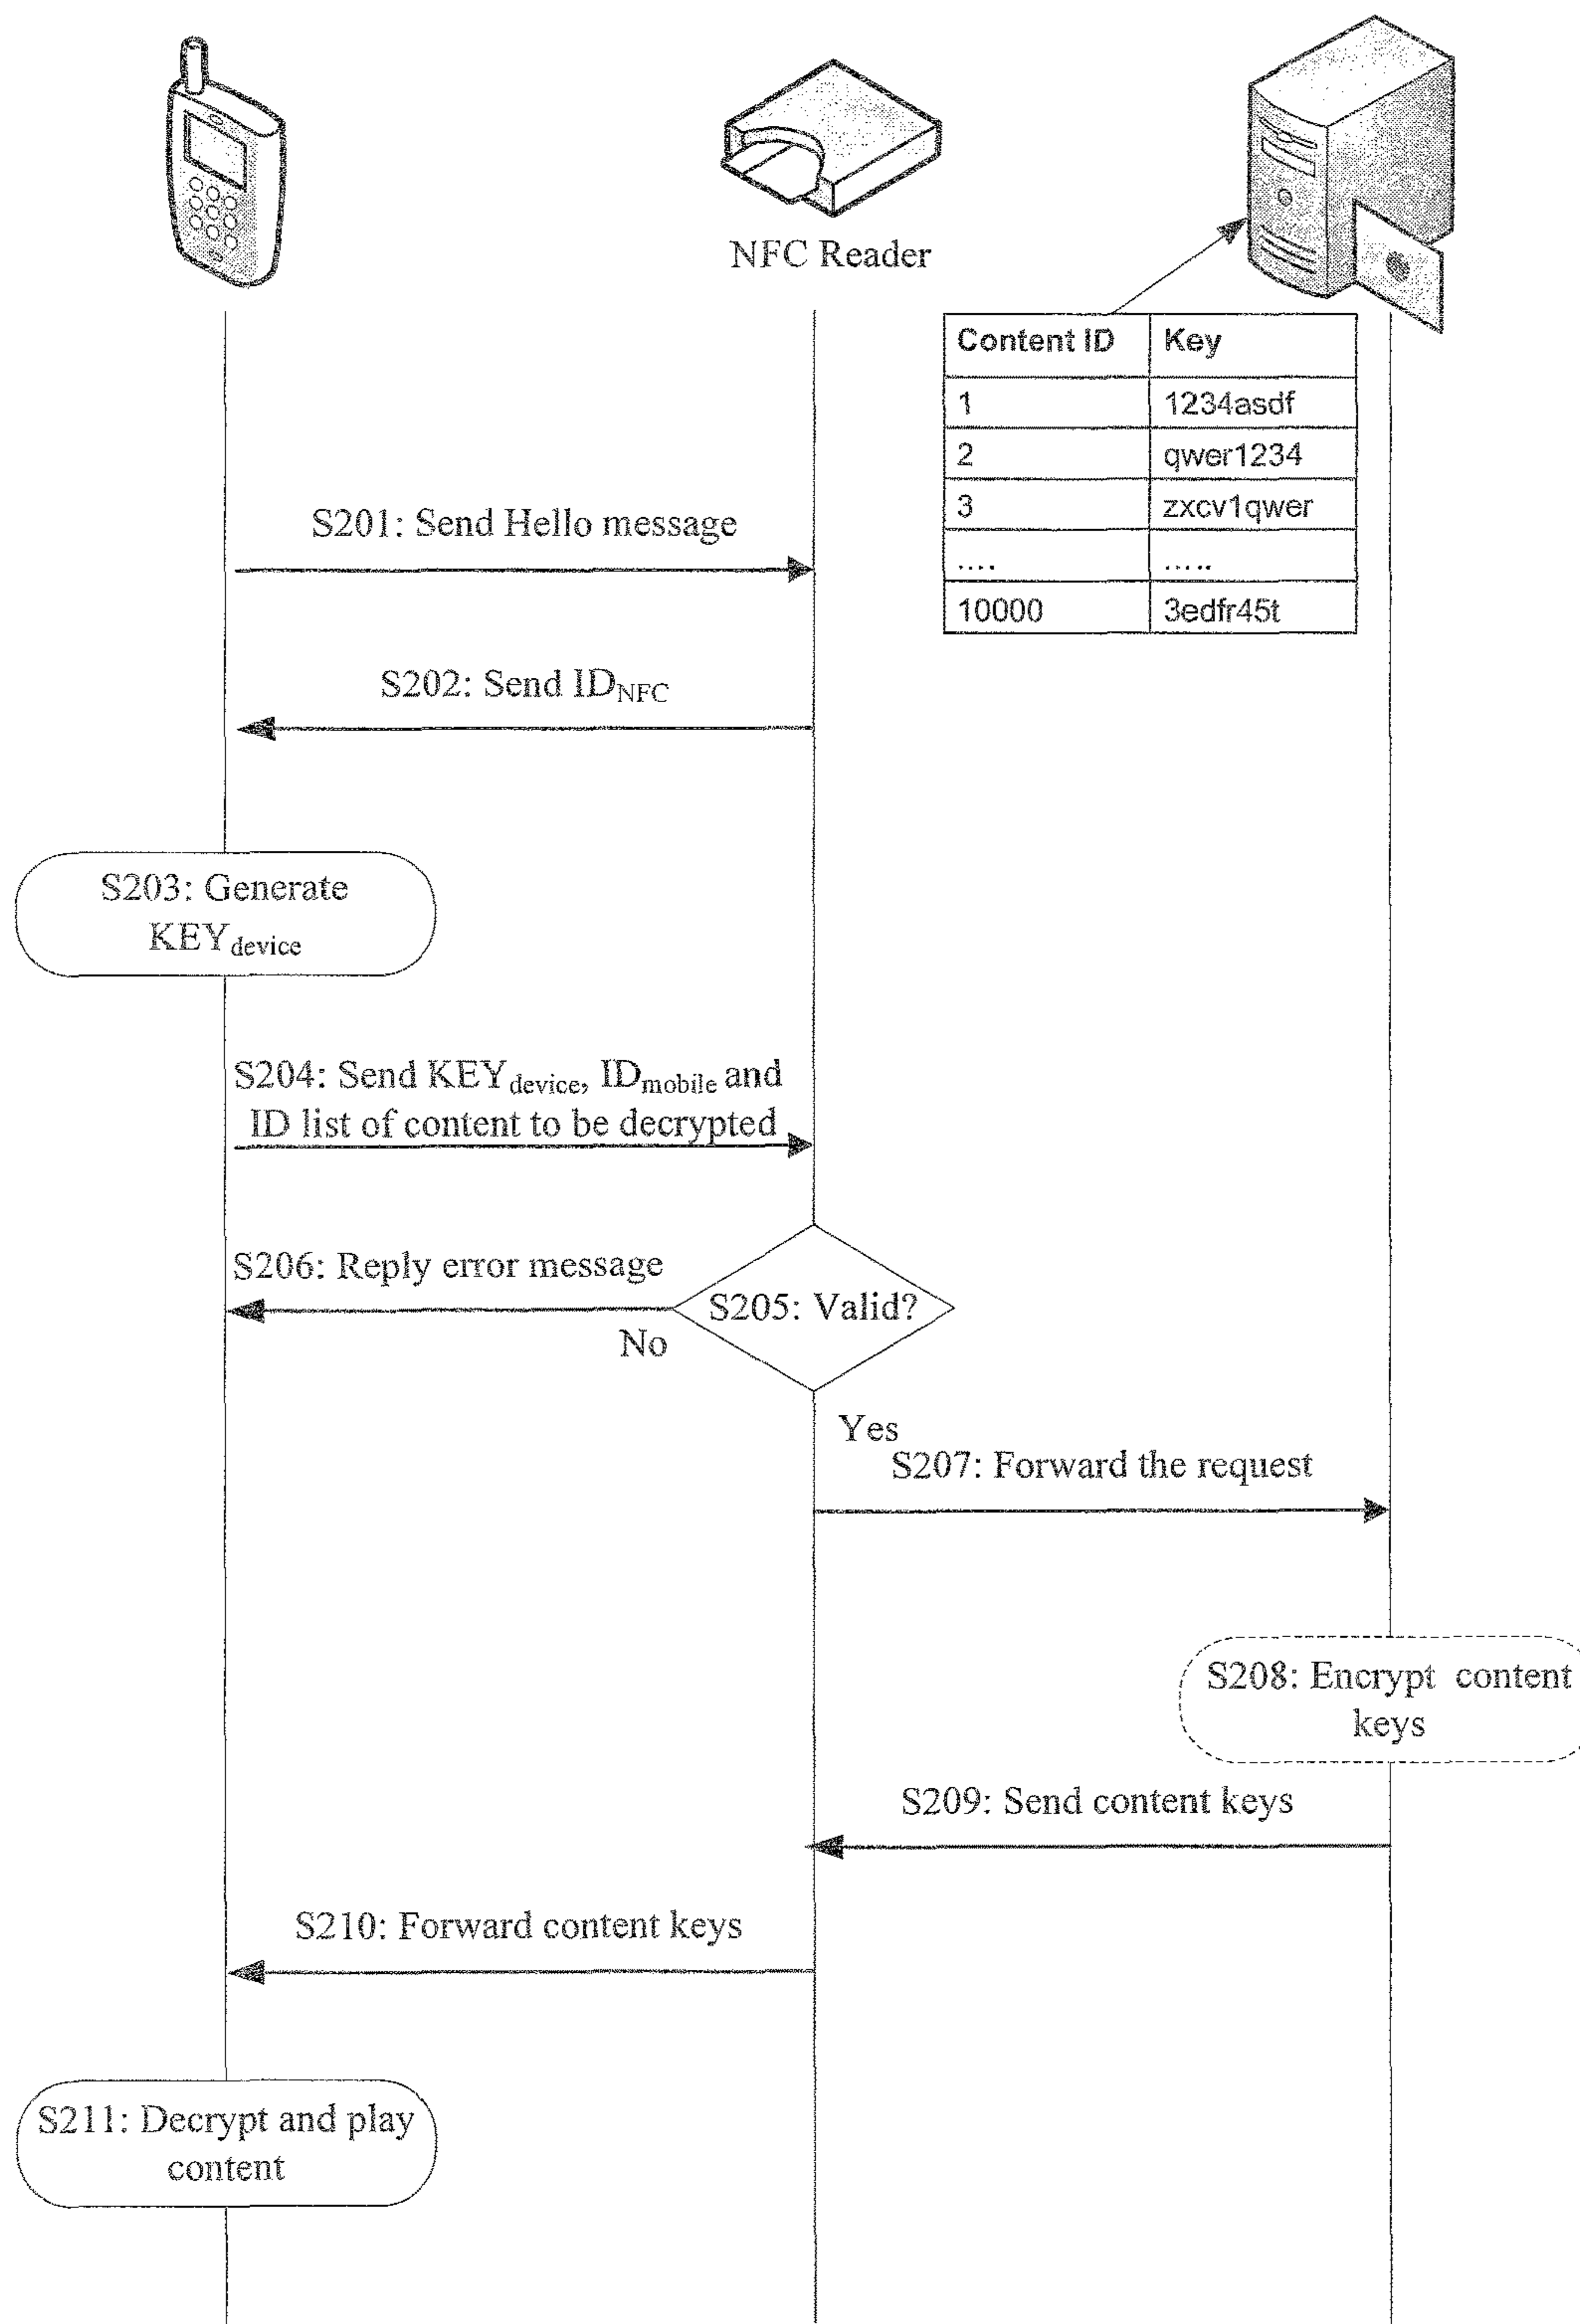 NFC Reader
Content ID Key
1 1234asdf
2 qwer1234
3 zxcv1qwer
.... .....
10000 3edfr45t
S201: Send Hello message
S202: Send IDNFC
S203: Generate
KEYdevice
S204: Send KEYdevice, IDmobile and
ID list of content to be decrypted
S206: Reply error message
S205: Valid?
No
Yes
S207: Forward the request
S208: Encrypt content
keys
S209: Send content keys
S210: Forward content keys
S211: Decrypt and play
content